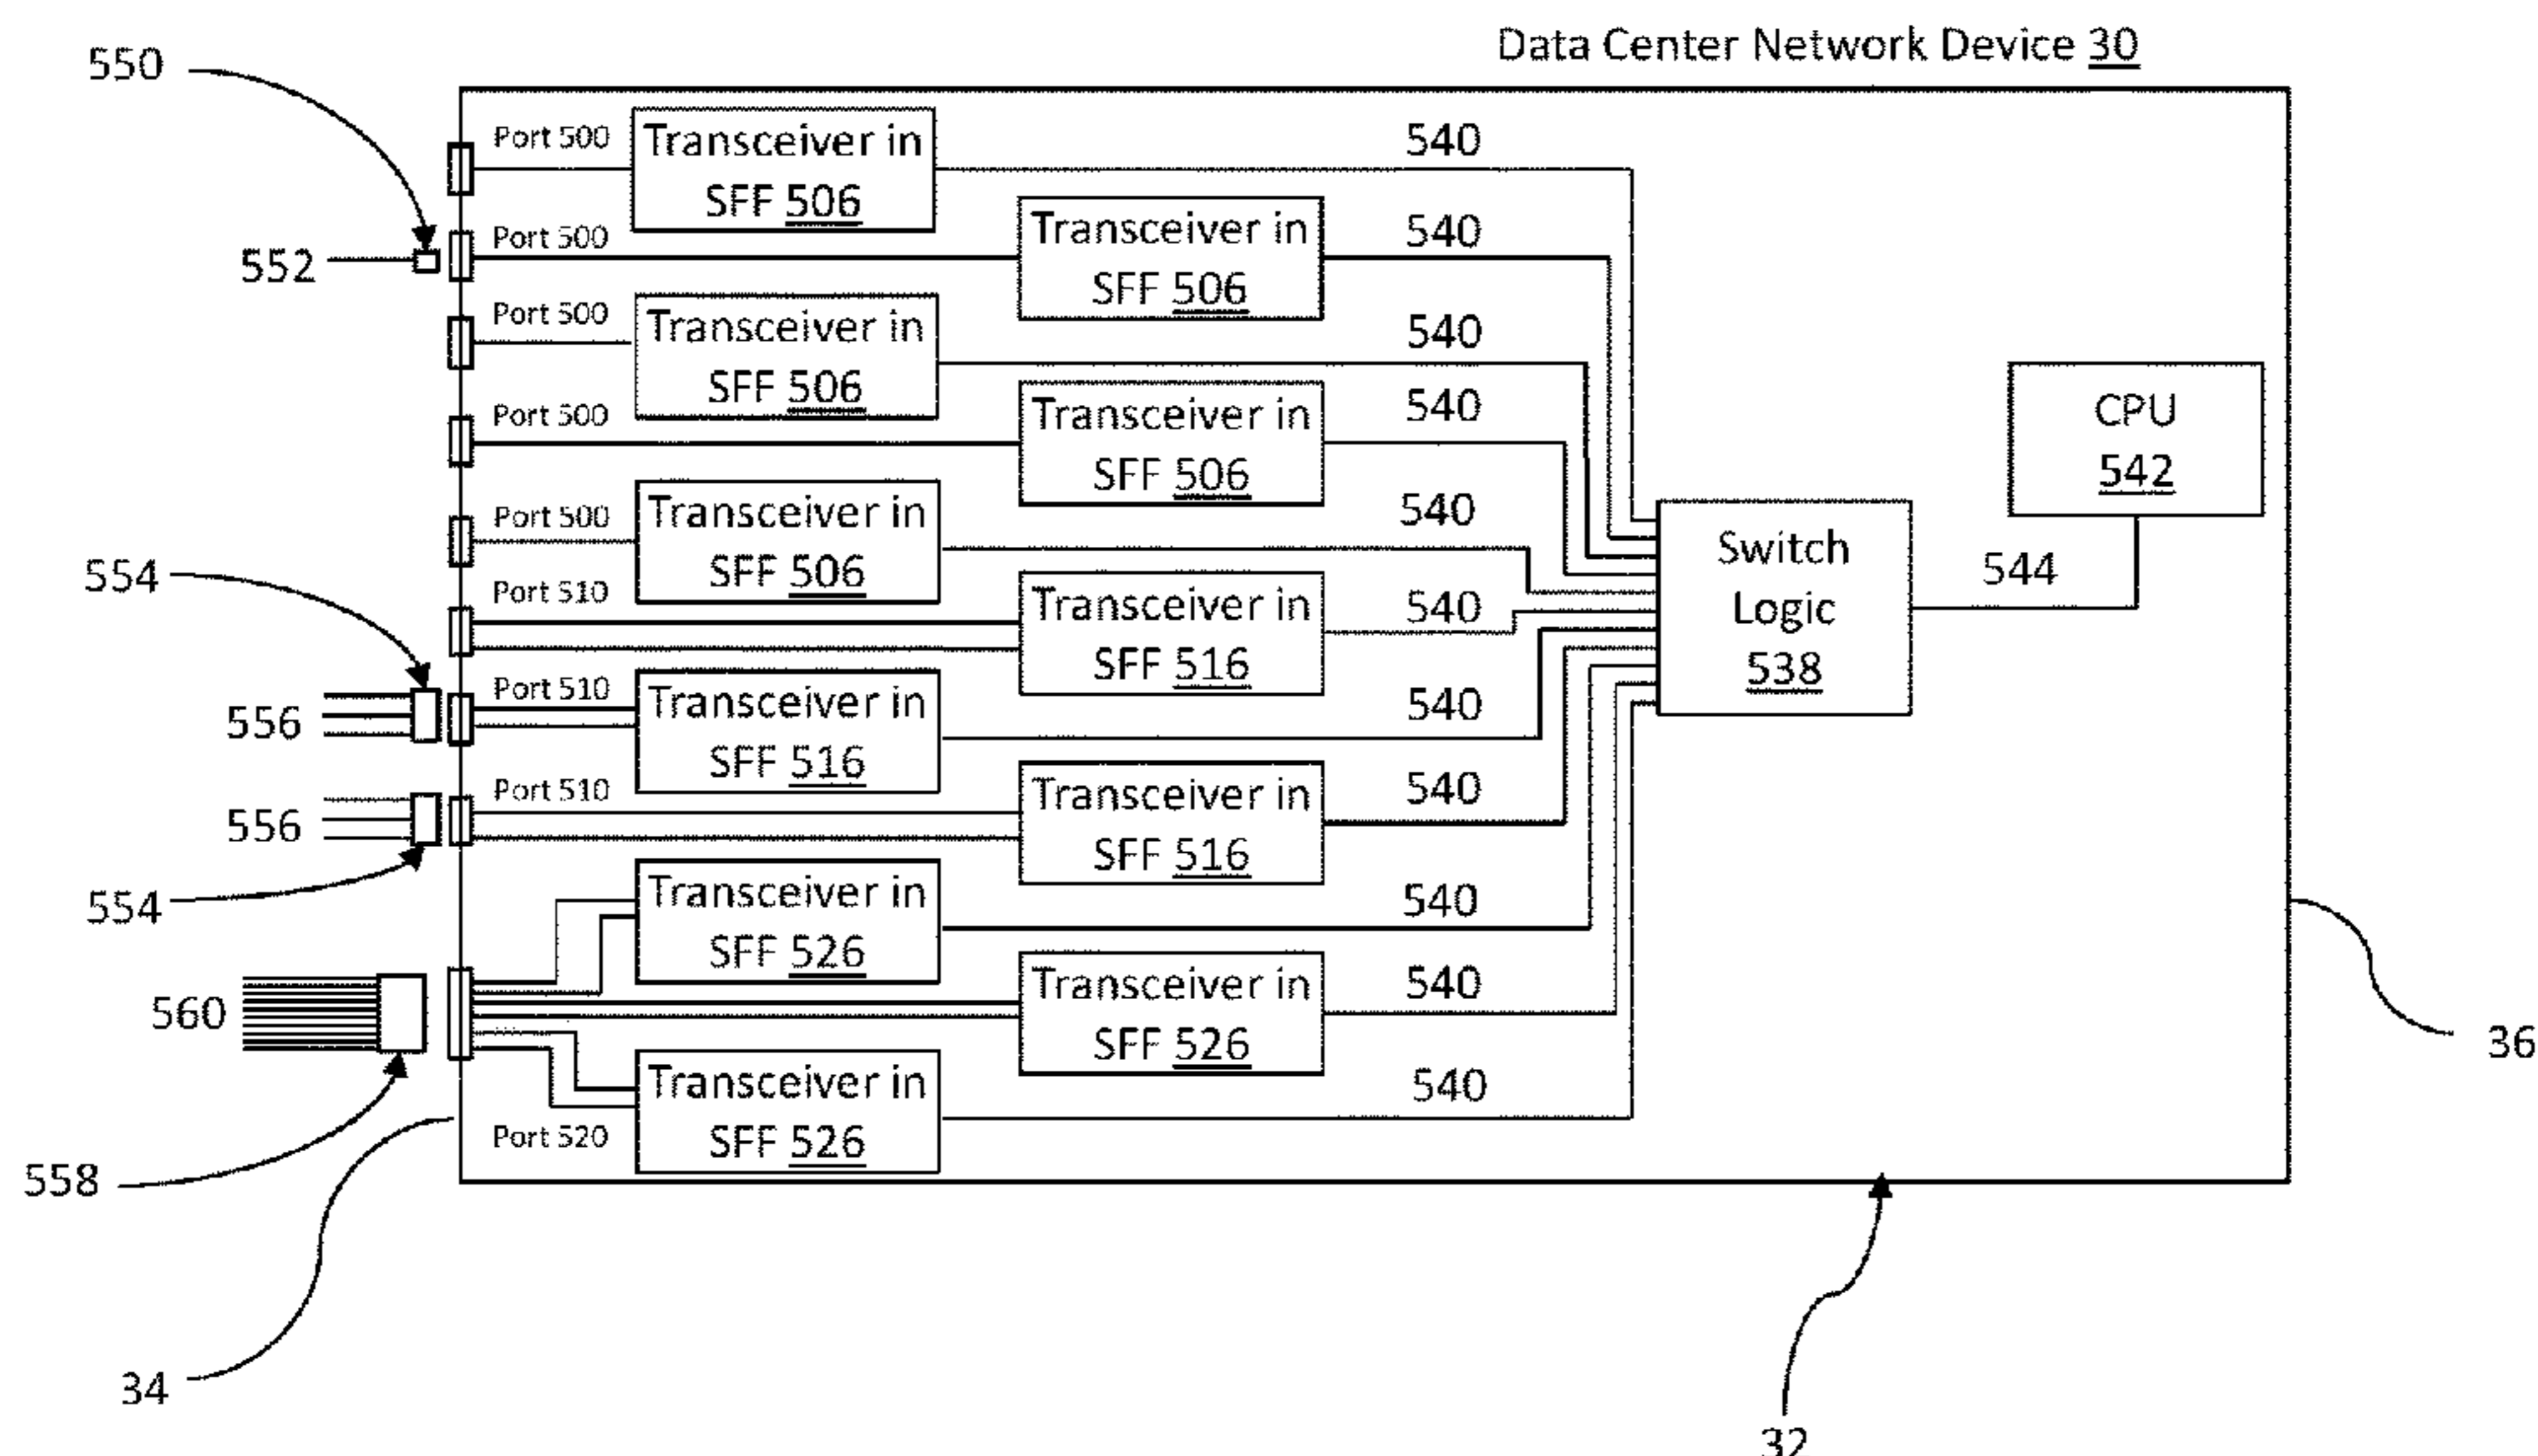 Data Center Network Device 30
550
Port 500
Transceiver in
SFF 506
540
552
Port 500
Transceiver in
SFF 506
540
Port 500
Transceiver in
SFF 506
540
Port 500
Transceiver in
SFF 506
540
CPU
542
Port 500
Transceiver in
SFF 506
540
Switch
Logic
538
544
554
Port 510
Transceiver in
SFF 516
540
556
Port 510
Transceiver in
SFF 516
540
556
Port 510
Transceiver in
SFF 516
540
554
Transceiver in
SFF 526
540
560
Transceiver in
SFF 526
540
36
Port 520
Transceiver in
SFF 526
540
558
34
32